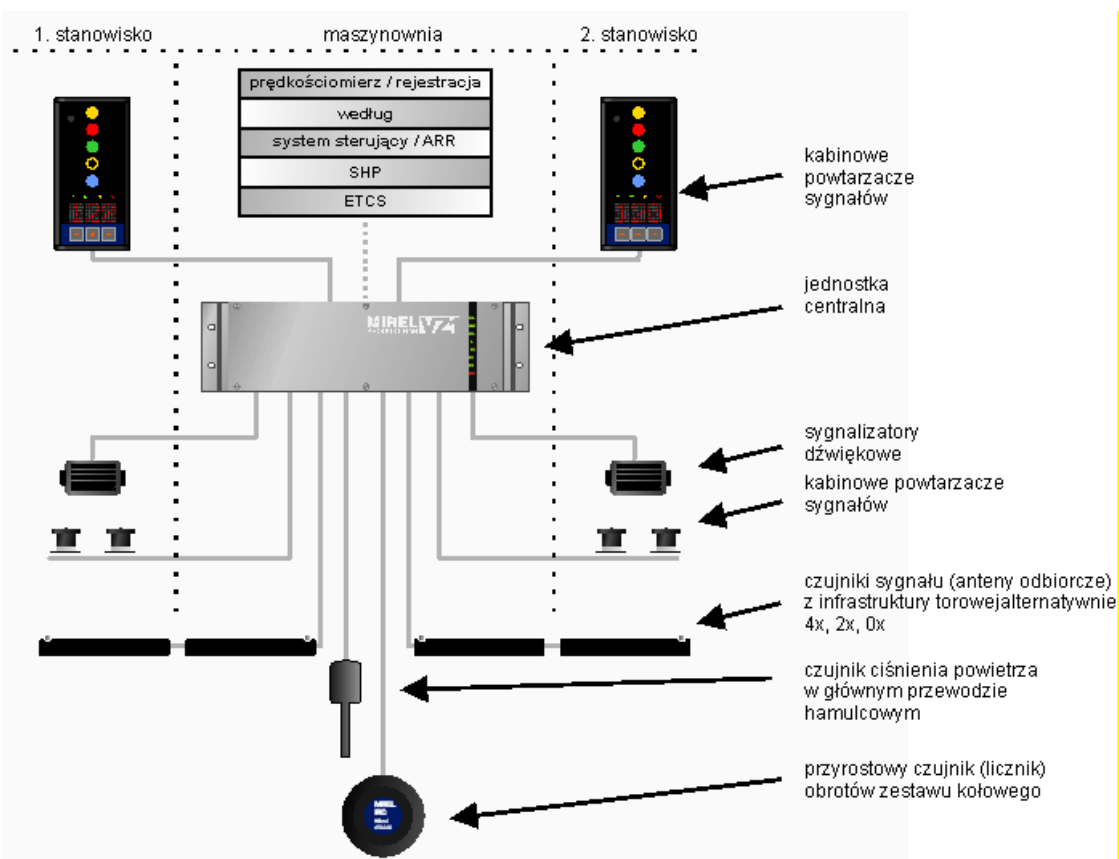 1. stanowisko
maszynownia
2. stanowisko
prędkościomierz / rejestracja
według
system sterujący / ARR
SHP
ETCS
kabinowe
powtarzacze
sygnałów
jednostka
centralna
MIREL VZ1
sygnalizatory
dźwiękowe
kabinowe powtarzacze
sygnałów
czujniki sygnału (anteny odbiorcze)
z infrastruktury torowejalternatywnie
4x, 2x, 0x
czujnik ciśnienia powietrza
w głównym przewodzie
hamulcowym
przyrostowy czujnik (licznik)
obrotów zestawu kołowego
MIREL